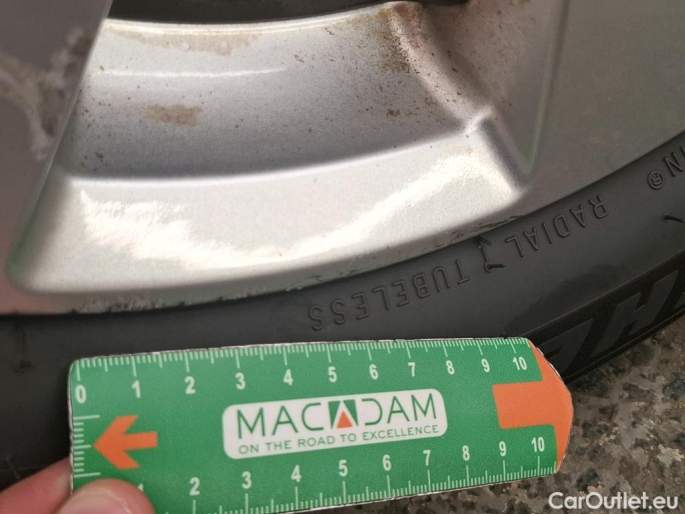 N® RADIAL / TUBELESS
0 1 2 3 4 5 6 7 8 9 10
MACADAM
ON THE ROAD TO EXCELLENCE
1 2 3 4 5 6 7 8 9 10
CarOutlet.eu